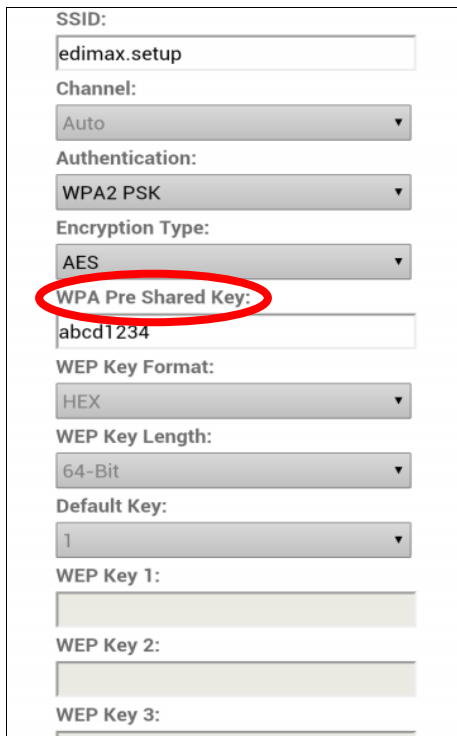 SSID:
edimax.setup
Channel:
Auto
Authentication:
WPA2 PSK
Encryption Type:
AES
WPA Pre Shared Key:
abcd1234
WEP Key Format:
HEX
WEP Key Length:
64-Bit
Default Key:
1
WEP Key 1:
WEP Key 2:
WEP Key 3: